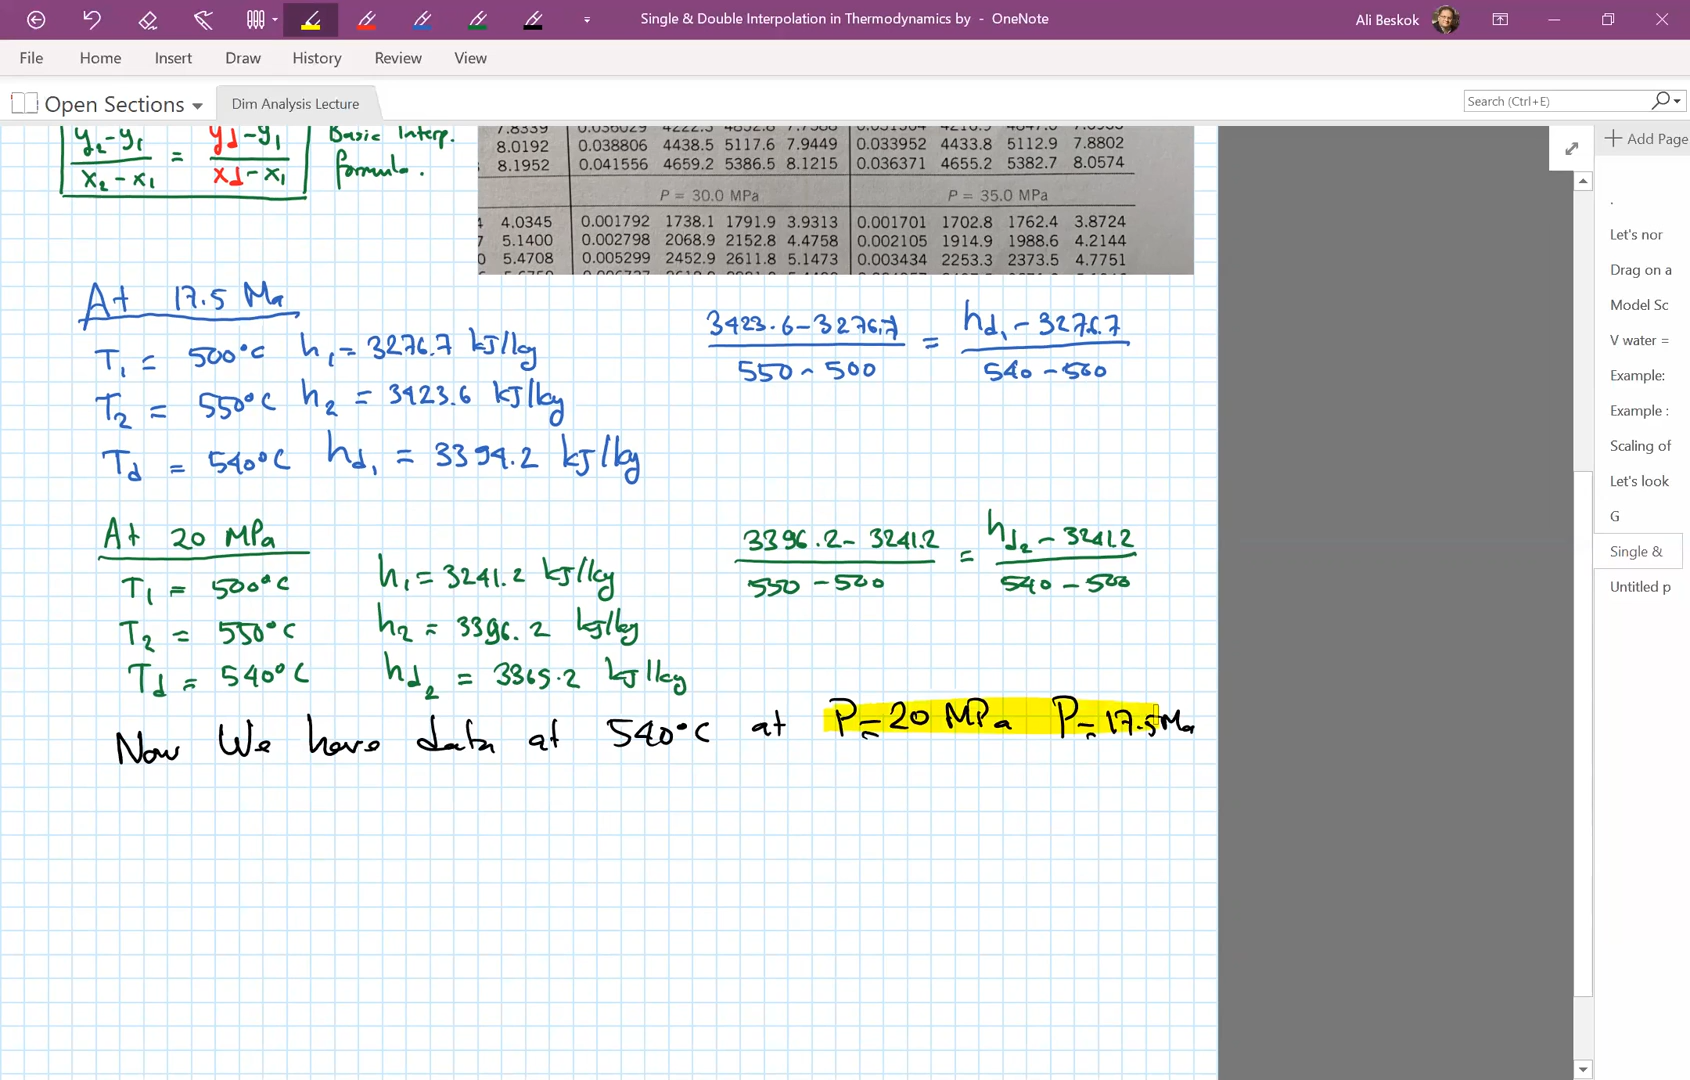 Single & Double Interpolation in Thermodynamics by - OneNote
Ali Beskok
File Home Insert Draw History Review View
Open Sections Dim Analysis Lecture
Search (Ctrl+E)
Add Page
.
Let's nor
Drag on a
Model Sc
V water =
Example:
Example :
Scaling of
Let's look
G
Single &
Untitled p
y2 - y1 / x2 - x1 = yd - y1 / xd - x1 Basic Interp. formula.
8.0192 0.038806 4438.5 5117.6 7.9449 0.033952 4433.8 5112.9 7.8802
8.1952 0.041556 4659.2 5386.5 8.1215 0.036371 4655.2 5382.7 8.0574
P = 30.0 MPa P = 35.0 MPa
4.0345 0.001792 1738.1 1791.9 3.9313 0.001701 1702.8 1762.4 3.8724
5.1400 0.002798 2068.9 2152.8 4.4758 0.002105 1914.9 1988.6 4.2144
5.4708 0.005299 2452.9 2611.8 5.1473 0.003434 2253.3 2373.5 4.7751
At 17.5 Ma
T1 = 500°C h1 = 3276.7 kJ/kg
T2 = 550°C h2 = 3423.6 kJ/kg
Td = 540°C hd1 = 3394.2 kJ/kg
3423.6 - 3276.7 / 550 - 500 = hd1 - 3276.7 / 540 - 500
At 20 MPa
T1 = 500°C h1 = 3241.2 kJ/kg
T2 = 550°C h2 = 3396.2 kJ/kg
Td = 540°C hd2 = 3365.2 kJ/kg
3396.2 - 3241.2 / 550 - 500 = hd2 - 3241.2 / 540 - 500
Now We have data at 540°C at P = 20 MPa P = 17.5 Ma